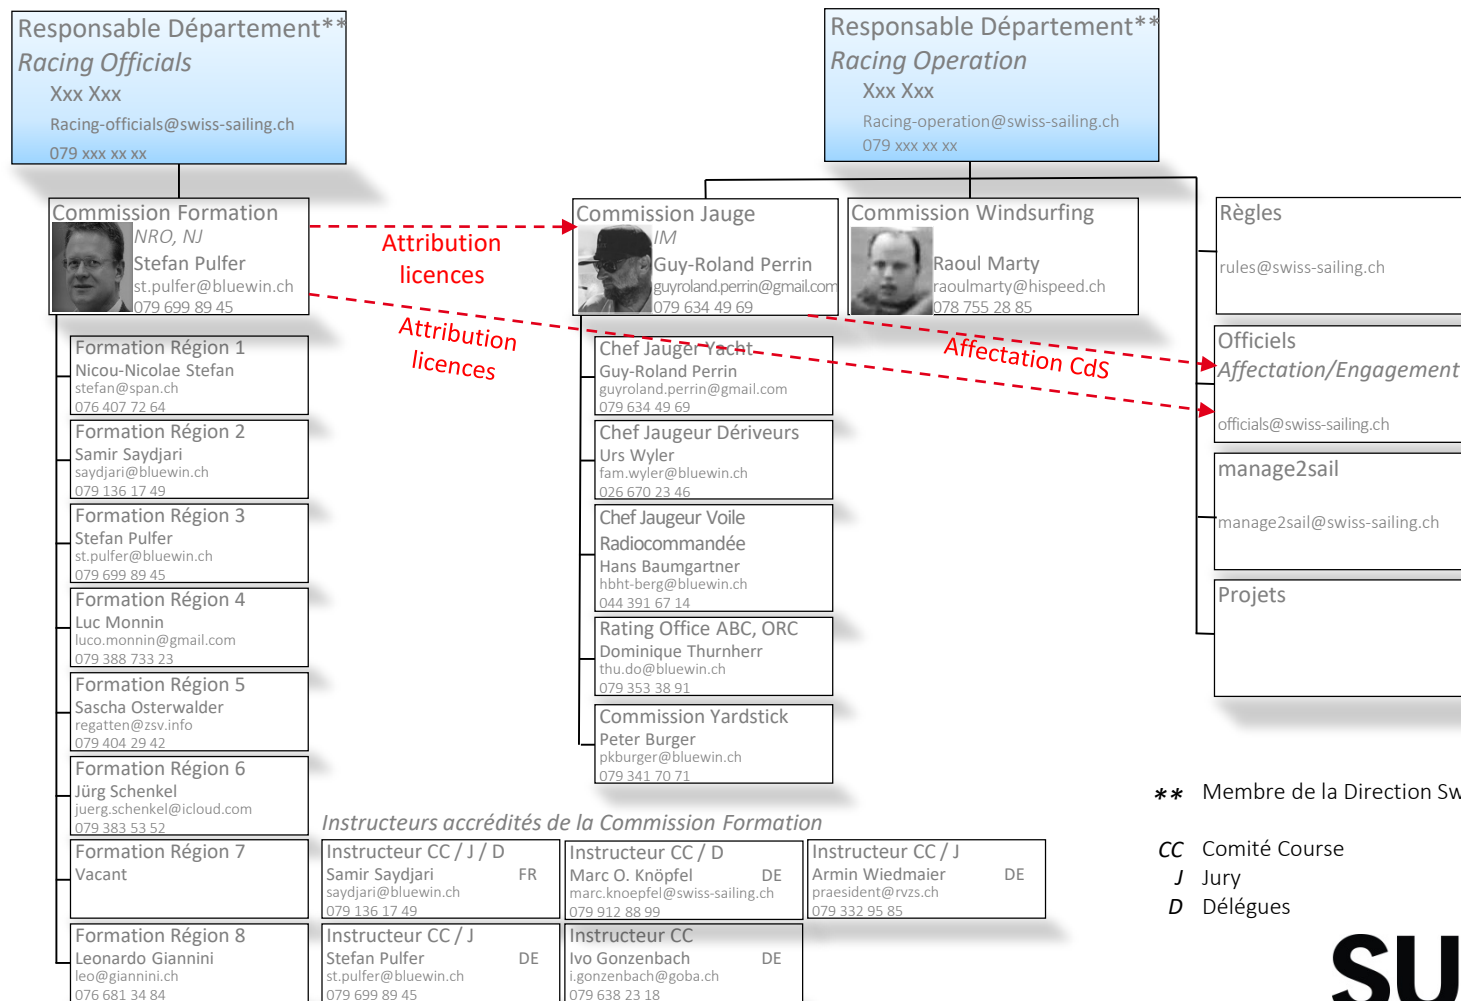 Responsable Département**
Racing Officials
Xxx Xxx
Racing-officials@swiss-sailing.ch
079 xxx xx xx
Responsable Département**
Racing Operation
Xxx Xxx
Racing-operation@swiss-sailing.ch
079 xxx xx xx
Commission Formation
NRO, NJ
Stefan Pulfer
st.pulfer@bluewin.ch
079 699 89 45
Attribution
licences
Attribution
licences
Commission Jauge
IM
Guy-Roland Perrin
guyroland.perrin@gmail.com
079 634 49 69
Commission Windsurfing
Raoul Marty
raoulmarty@hispeed.ch
078 755 28 85
Affectation CdS
Règles
rules@swiss-sailing.ch
Officiels
Affectation/Engagement
officials@swiss-sailing.ch
manage2sail
manage2sail@swiss-sailing.ch
Projets
Formation Région 1
Nicou-Nicolae Stefan
stefan@span.ch
076 407 72 64
Formation Région 2
Samir Saydjari
saydjari@bluewin.ch
079 136 17 49
Formation Région 3
Stefan Pulfer
st.pulfer@bluewin.ch
079 699 89 45
Formation Région 4
Luc Monnin
luco.monnin@gmail.com
079 388 733 23
Formation Région 5
Sascha Osterwalder
regatten@zsv.info
079 404 29 42
Formation Région 6
Jürg Schenkel
juerg.schenkel@icloud.com
079 383 53 52
Formation Région 7
Vacant
Formation Région 8
Leonardo Giannini
leo@giannini.ch
076 681 34 84
Chef Jauger Yacht
Guy-Roland Perrin
guyroland.perrin@gmail.com
079 634 49 69
Chef Jaugeur Dériveurs
Urs Wyler
fam.wyler@bluewin.ch
026 670 23 46
Chef Jaugeur Voile
Radiocommandée
Hans Baumgartner
hbht-berg@bluewin.ch
044 391 67 14
Rating Office ABC, ORC
Dominique Thurnherr
thu.do@bluewin.ch
079 353 38 91
Commission Yardstick
Peter Burger
pkburger@bluewin.ch
079 341 70 71
Instructeurs accrédités de la Commission Formation
Instructeur CC / J / D
Samir Saydjari FR
saydjari@bluewin.ch
079 136 17 49
Instructeur CC / D
Marc O. Knöpfel DE
marc.knoepfel@swiss-sailing.ch
079 912 88 99
Instructeur CC / J
Armin Wiedmaier DE
praesident@rvzs.ch
079 332 95 85
Instructeur CC / J
Stefan Pulfer DE
st.pulfer@bluewin.ch
079 699 89 45
Instructeur CC
Ivo Gonzenbach DE
i.gonzenbach@goba.ch
079 638 23 18
** Membre de la Direction Sw
CC Comité Course
J Jury
D Délégues
SU